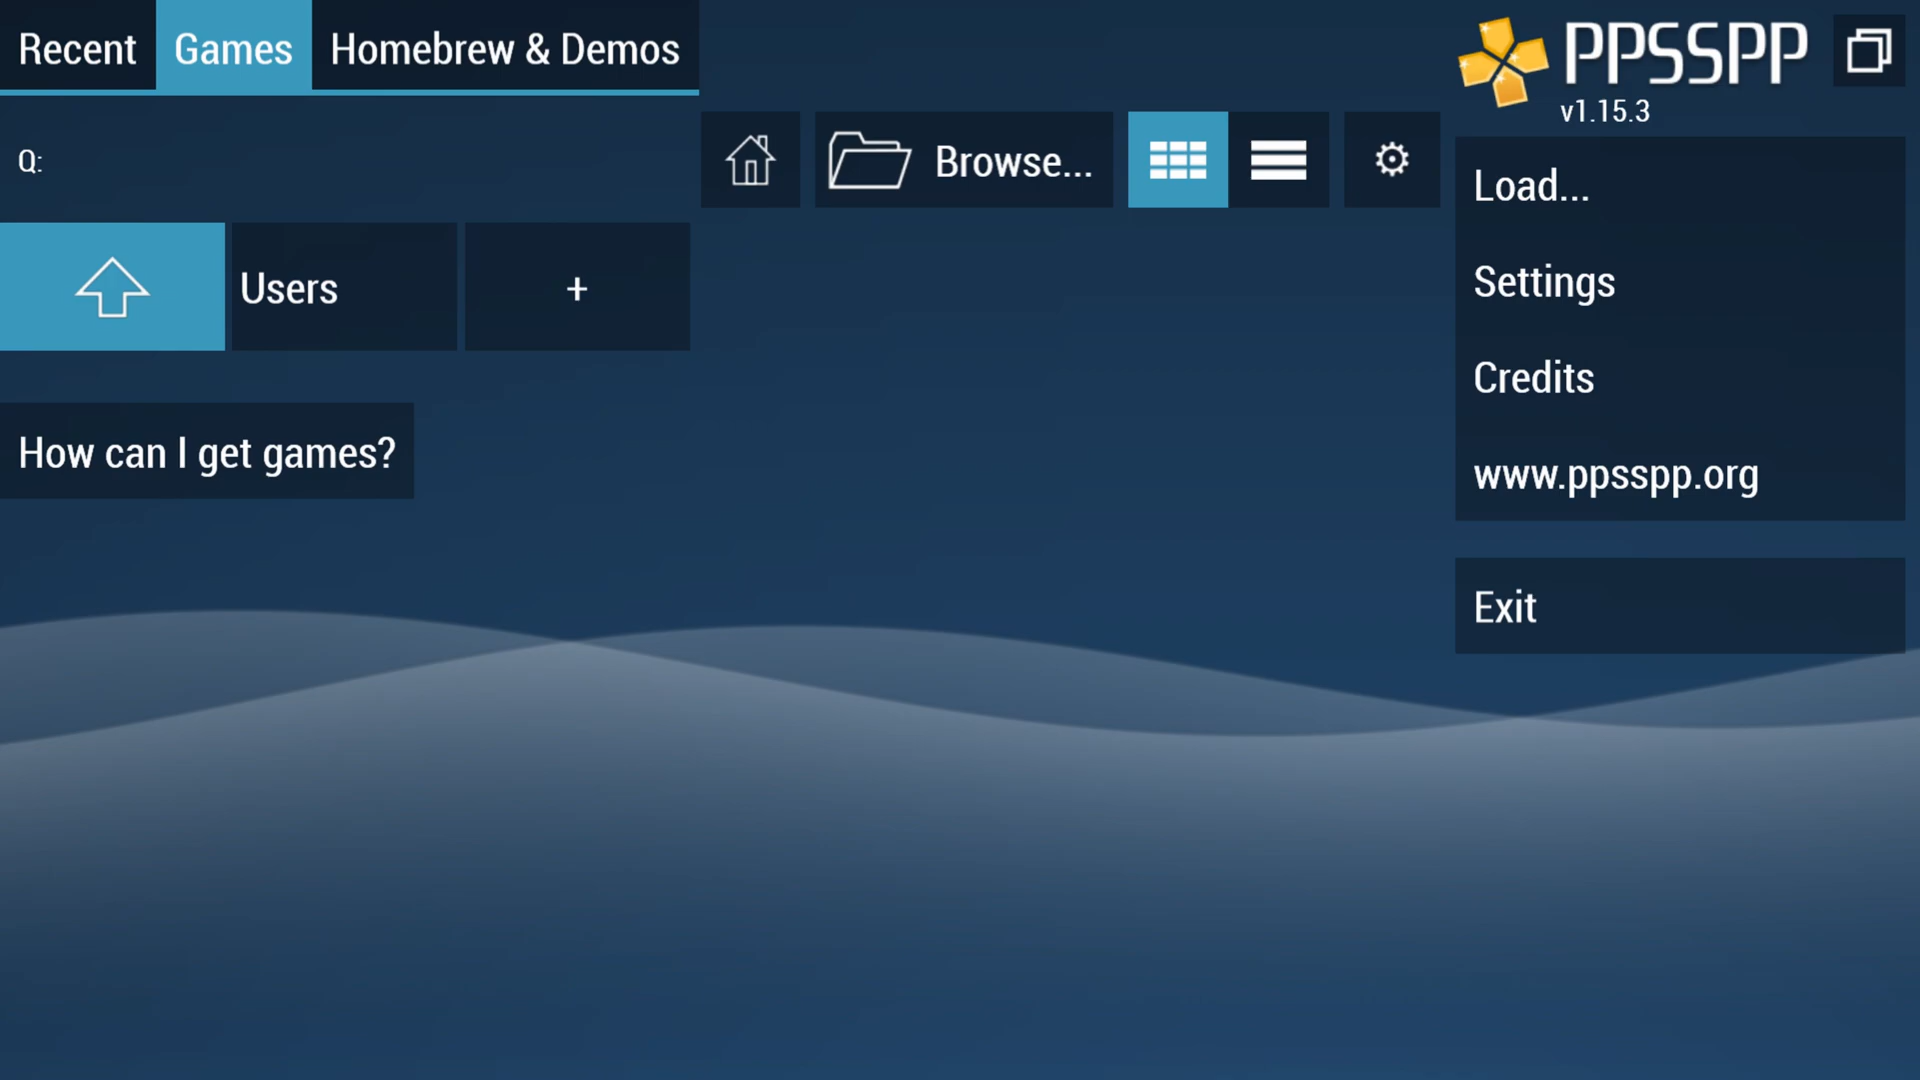 Recent
Games
Homebrew & Demos
PPSSPP
v1.15.3
Q:
Browse...
Load...
Settings
Credits
www.ppsspp.org
Exit
Users
+
How can I get games?